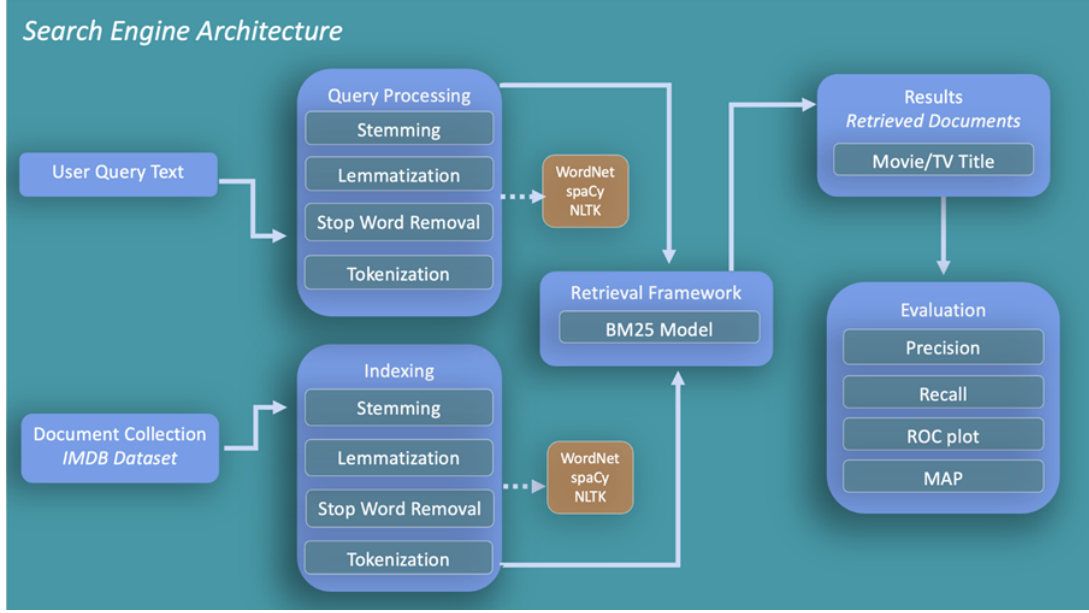 Search Engine Architecture
User Query Text
Query Processing
Stemming
Lemmatization
Stop Word Removal
Tokenization
WordNet
spaCy
NLTK
Document Collection
IMDB Dataset
Indexing
Stemming
Lemmatization
Stop Word Removal
Tokenization
WordNet
spaCy
NLTK
Retrieval Framework
BM25 Model
Results
Retrieved Documents
Movie/TV Title
Evaluation
Precision
Recall
ROC plot
MAP